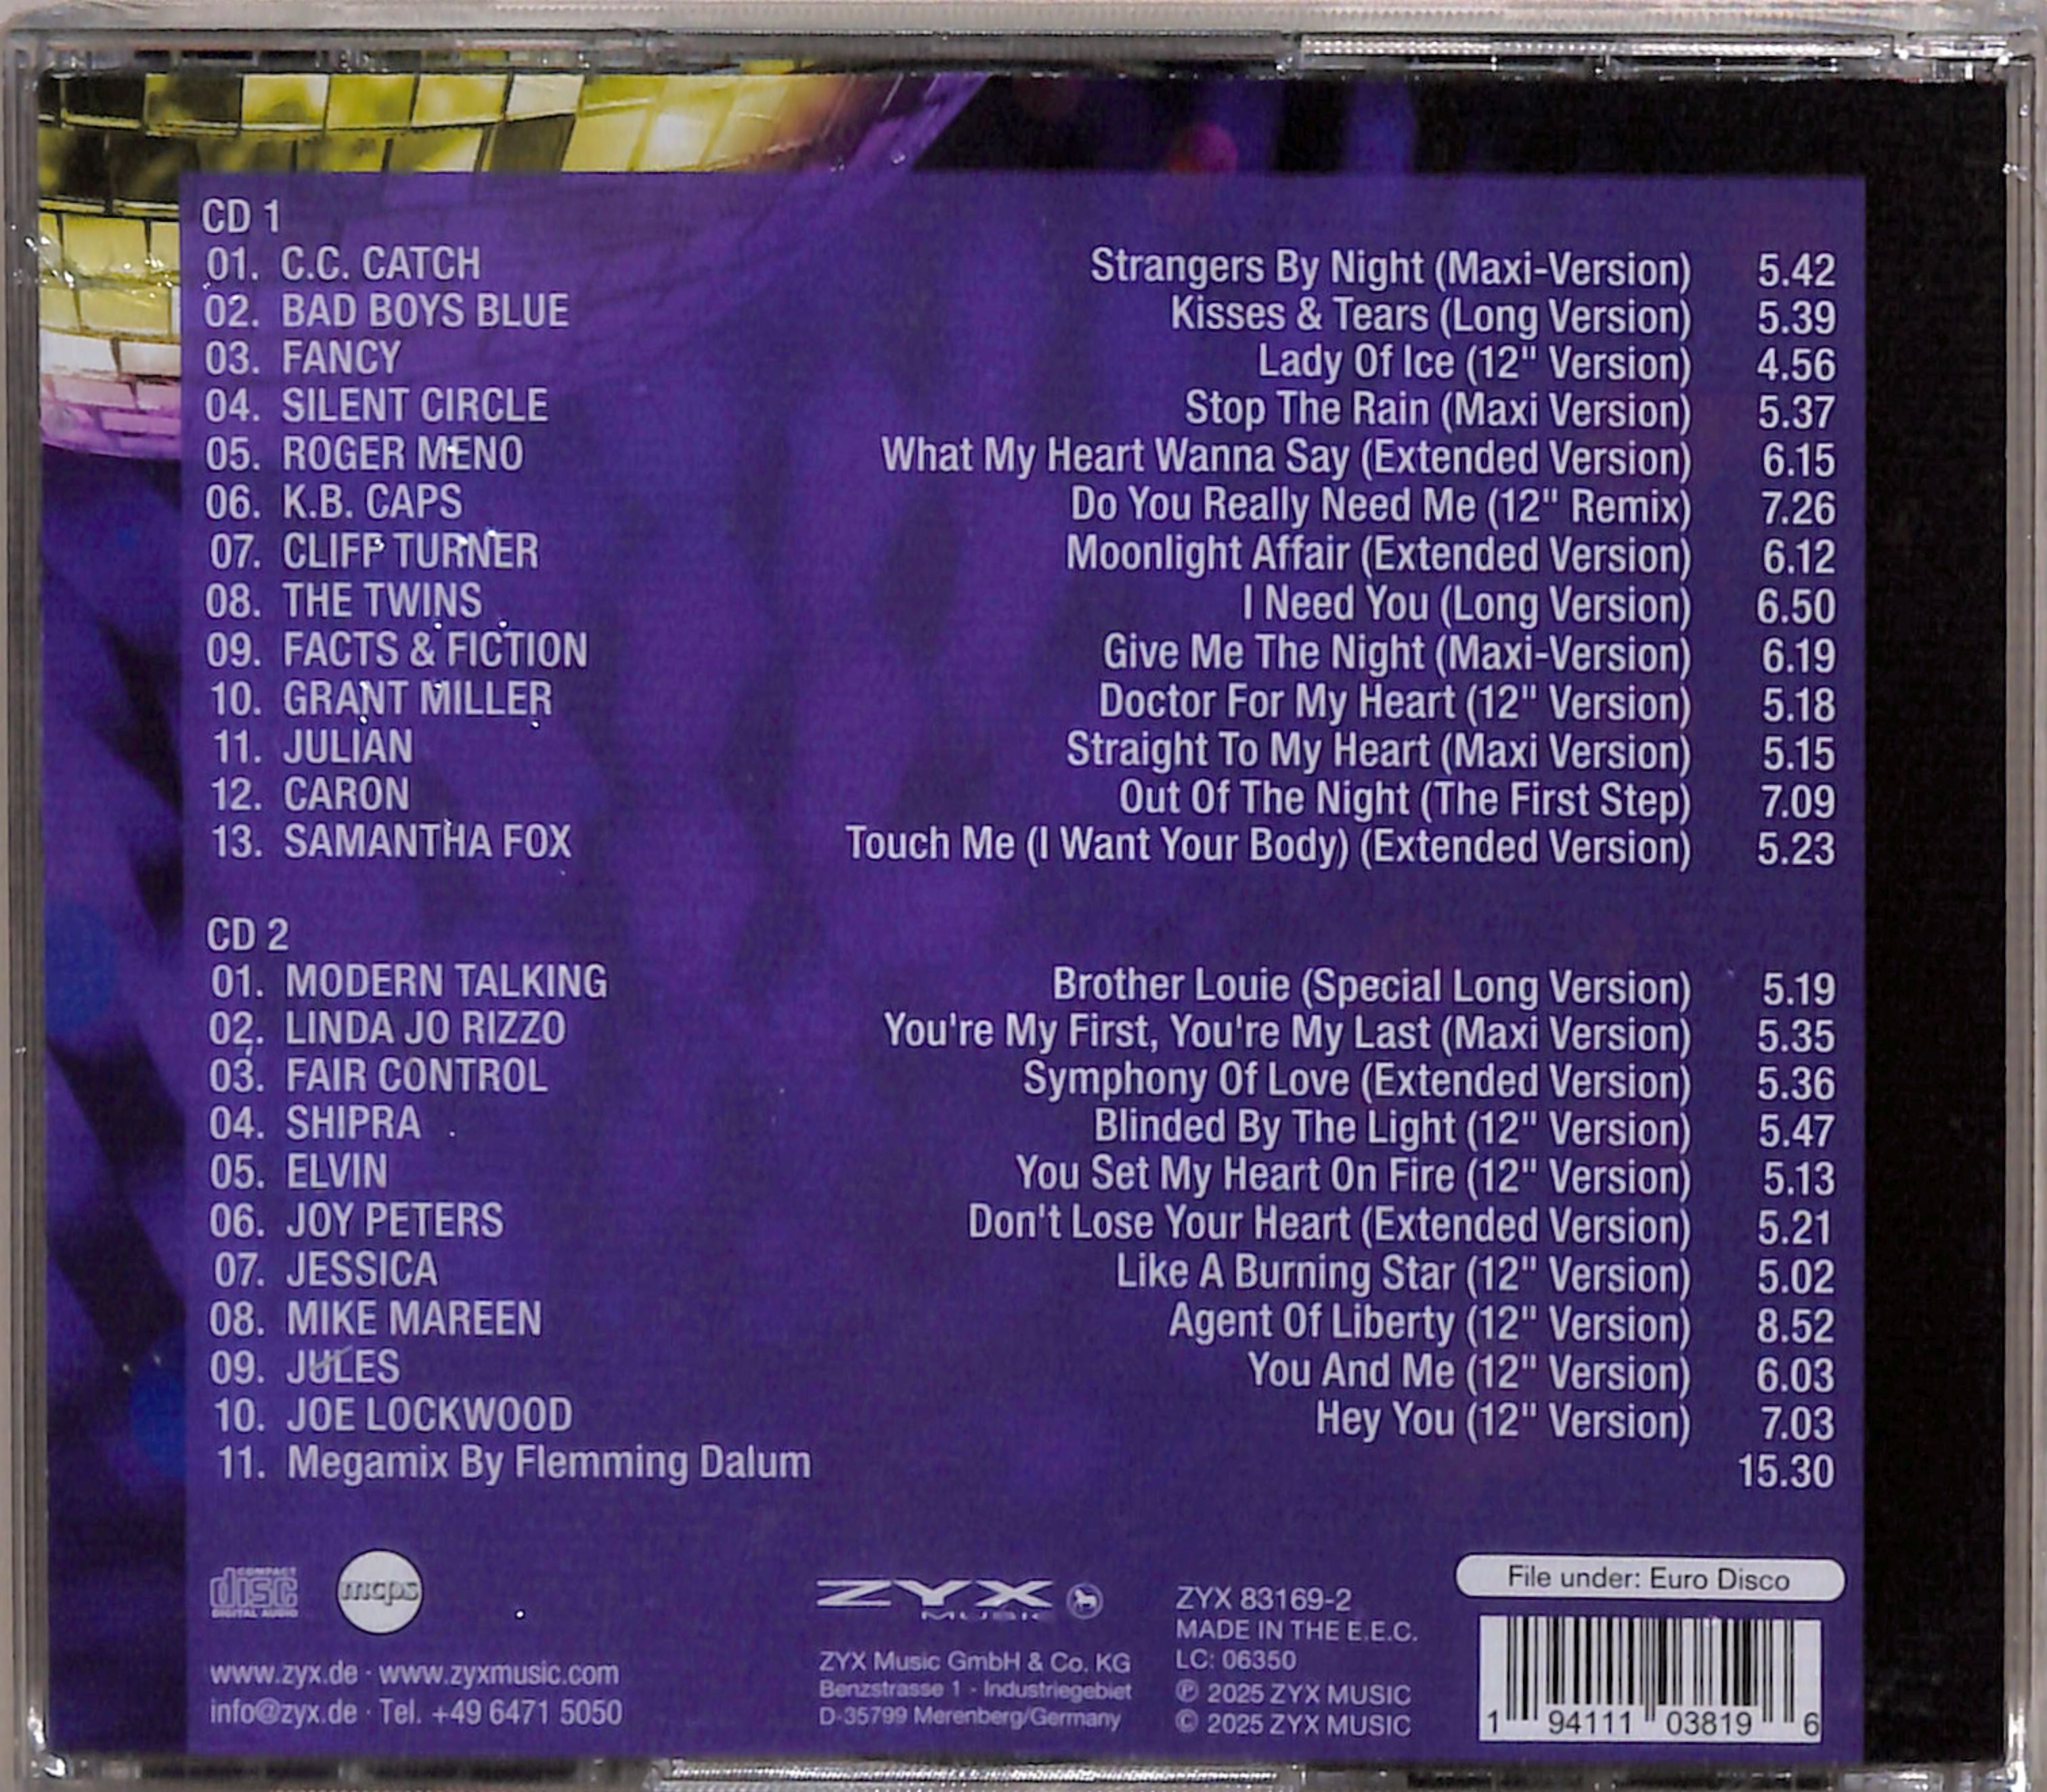 CD 1
01. C.C. CATCH Strangers By Night (Maxi-Version) 5.42
02. BAD BOYS BLUE Kisses & Tears (Long Version) 5.39
03. FANCY Lady Of Ice (12" Version) 4.56
04. SILENT CIRCLE Stop The Rain (Maxi Version) 5.37
05. ROGER MENO What My Heart Wanna Say (Extended Version) 6.15
06. K.B. CAPS Do You Really Need Me (12" Remix) 7.26
07. CLIFF TURNER Moonlight Affair (Extended Version) 6.12
08. THE TWINS I Need You (Long Version) 6.50
09. FACTS & FICTION Give Me The Night (Maxi-Version) 6.19
10. GRANT MILLER Doctor For My Heart (12" Version) 5.18
11. JULIAN Straight To My Heart (Maxi Version) 5.15
12. CARON Out Of The Night (The First Step) 7.09
13. SAMANTHA FOX Touch Me (I Want Your Body) (Extended Version) 5.23
CD 2
01. MODERN TALKING Brother Louie (Special Long Version) 5.19
02. LINDA JO RIZZO You're My First, You're My Last (Maxi Version) 5.35
03. FAIR CONTROL Symphony Of Love (Extended Version) 5.36
04. SHIPRA Blinded By The Light (12" Version) 5.47
05. ELVIN You Set My Heart On Fire (12" Version) 5.13
06. JOY PETERS Don't Lose Your Heart (Extended Version) 5.21
07. JESSICA Like A Burning Star (12" Version) 5.02
08. MIKE MAREEN Agent Of Liberty (12" Version) 8.52
09. JULES You And Me (12" Version) 6.03
10. JOE LOCKWOOD Hey You (12" Version) 7.03
11. Megamix By Flemming Dalum 15.30
COMPACT
disc
DIGITAL AUDIO
mcps
www.zyx.de · www.zyxmusic.com
info@zyx.de · Tel. +49 6471 5050
ZYX
MUSIC
ZYX Music GmbH & Co. KG
Benzstrasse 1 - Industriegebiet
D-35799 Merenberg/Germany
ZYX 83169-2
MADE IN THE E.E.C.
LC: 06350
℗ 2025 ZYX MUSIC
© 2025 ZYX MUSIC
File under: Euro Disco
1 94111 03819 6